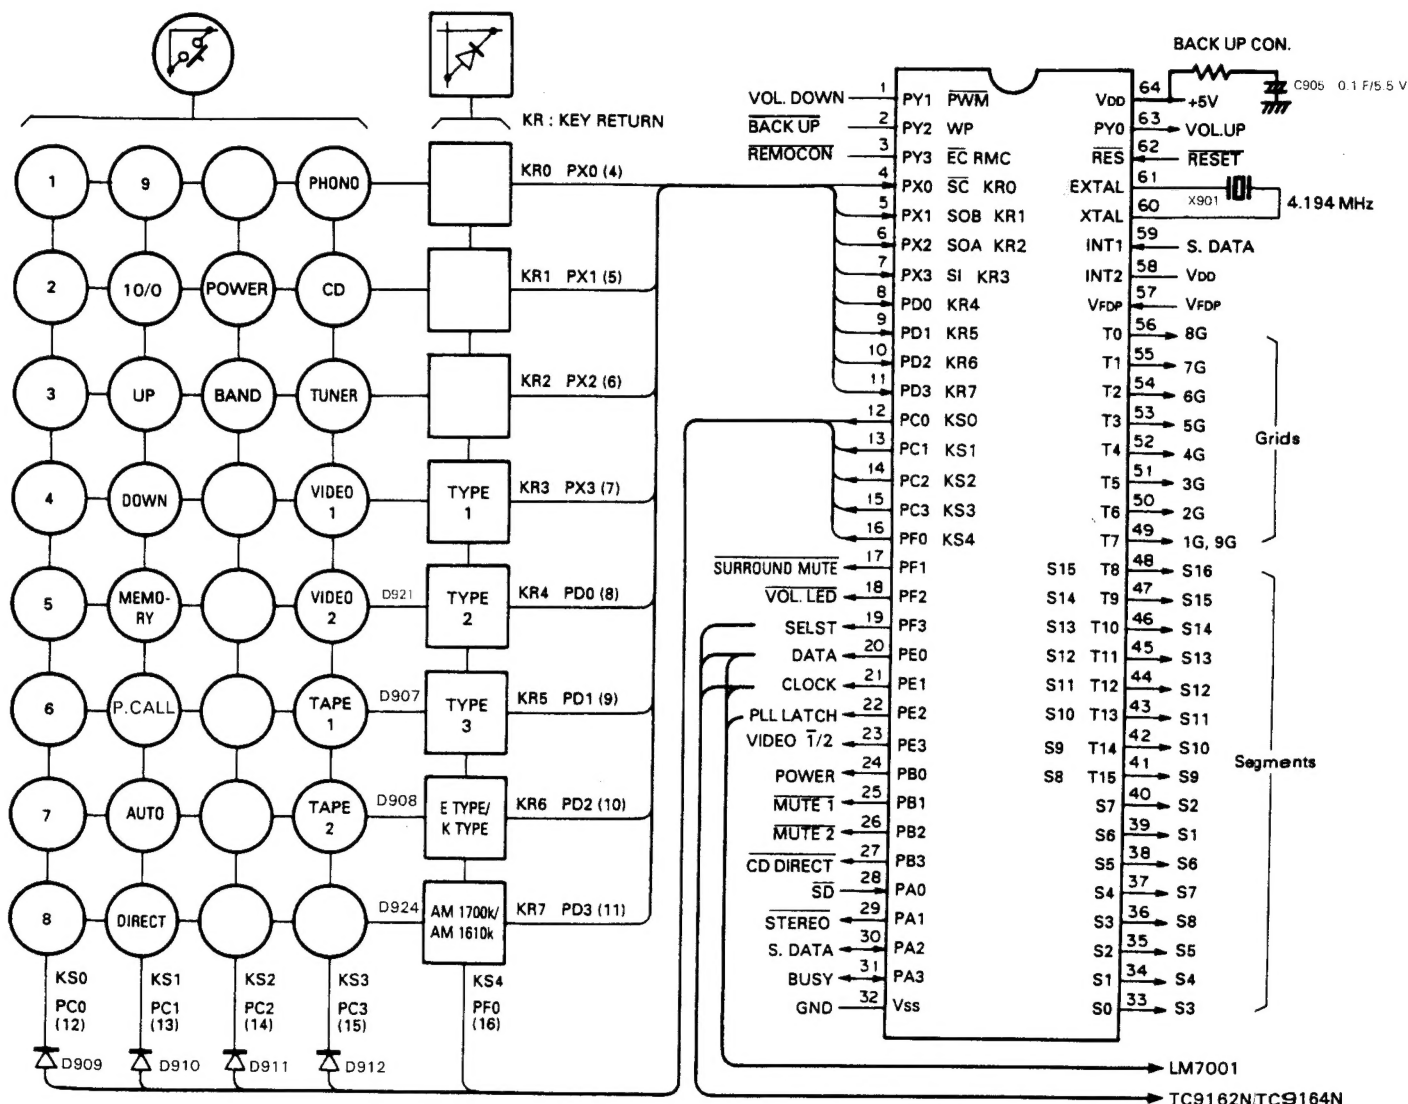 BACK UP CON.
C905 0.1 F/5.5 V
KR : KEY RETURN
1 9 PHONO
KR0 PX0 (4)
2 10/0 POWER CD
KR1 PX1 (5)
3 UP BAND TUNER
KR2 PX2 (6)
4 DOWN VIDEO 1 TYPE 1
KR3 PX3 (7)
5 MEMO-RY VIDEO 2 D921 TYPE 2
KR4 PD0 (8)
6 P.CALL TAPE 1 D907 TYPE 3
KR5 PD1 (9)
7 AUTO TAPE 2 D908 E TYPE/ K TYPE
KR6 PD2 (10)
8 DIRECT D924 AM 1700k/ AM 1610k
KR7 PD3 (11)
KS0 KS1 KS2 KS3 KS4
PC0 PC1 PC2 PC3 PF0
(12) (13) (14) (15) (16)
D909 D910 D911 D912
VOL. DOWN 1 PY1 PWM
BACK UP 2 PY2 WP
REMOCON 3 PY3 EC RMC
4 PX0 SC KR0
5 PX1 SOB KR1
6 PX2 SOA KR2
7 PX3 SI KR3
8 PD0 KR4
9 PD1 KR5
10 PD2 KR6
11 PD3 KR7
12 PC0 KS0
13 PC1 KS1
14 PC2 KS2
15 PC3 KS3
16 PF0 KS4
SURROUND MUTE 17 PF1
VOL. LED 18 PF2
SELST 19 PF3
DATA 20 PE0
CLOCK 21 PE1
PLL LATCH 22 PE2
VIDEO 1/2 23 PE3
POWER 24 PB0
MUTE 1 25 PB1
MUTE 2 26 PB2
CD DIRECT 27 PB3
SD 28 PA0
STEREO 29 PA1
S. DATA 30 PA2
BUSY 31 PA3
GND 32 Vss
VDD 64 +5V
PY0 63 VOL.UP
RES 62 RESET
EXTAL 61
X901 4.194 MHz
XTAL 60
INT1 59 S. DATA
INT2 58 VDD
VFDP 57 VFDP
T0 56 8G
T1 55 7G
T2 54 6G
T3 53 5G
T4 52 4G
T5 51 3G
T6 50 2G
T7 49 1G, 9G
Grids
S15 T8 48 S16
S14 T9 47 S15
S13 T10 46 S14
S12 T11 45 S13
S11 T12 44 S12
S10 T13 43 S11
S9 T14 42 S10
S8 T15 41 S9
S7 40 S2
S6 39 S1
S5 38 S6
S4 37 S7
S3 36 S8
S2 35 S5
S1 34 S4
S0 33 S3
Segments
LM7001
TC9162N/TC9164N